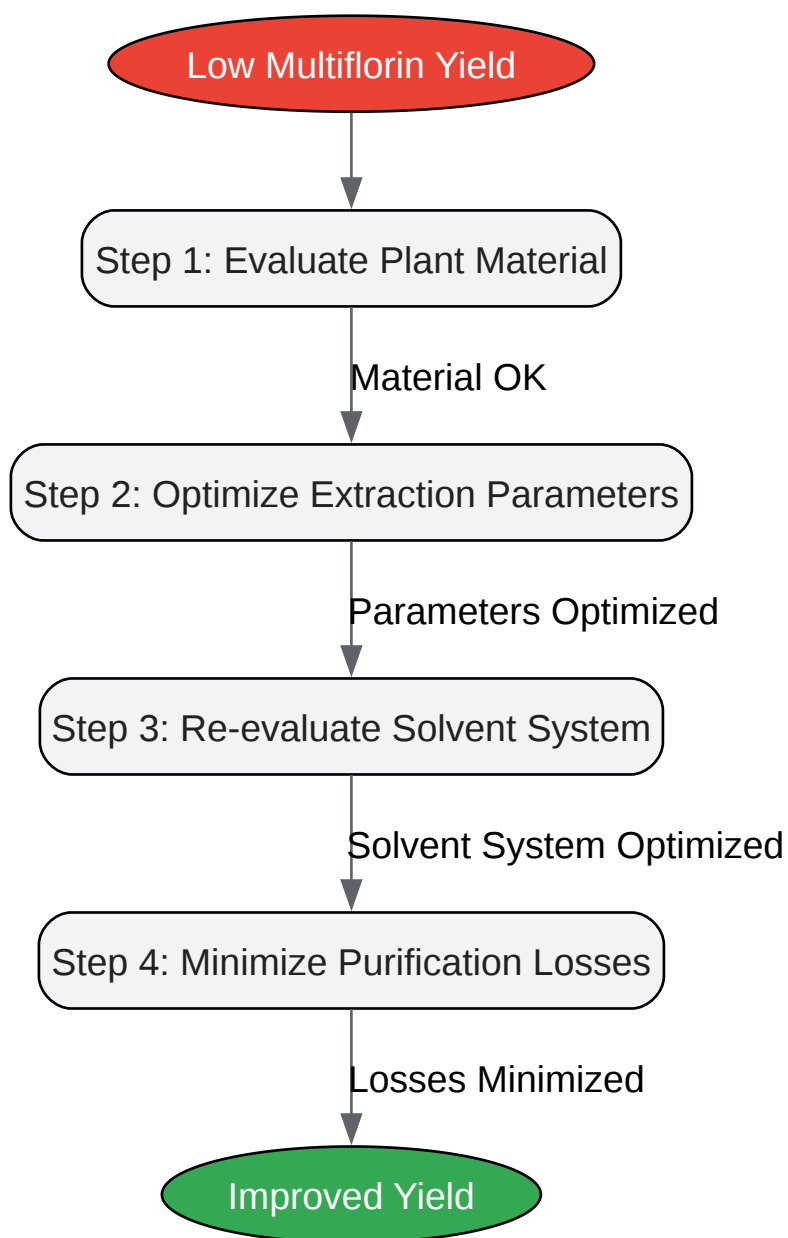 Low Multiflorin Yield
Step 1: Evaluate Plant Material
Material OK
Step 2: Optimize Extraction Parameters
Parameters Optimized
Step 3: Re-evaluate Solvent System
Solvent System Optimized
Step 4: Minimize Purification Losses
Losses Minimized
Improved Yield